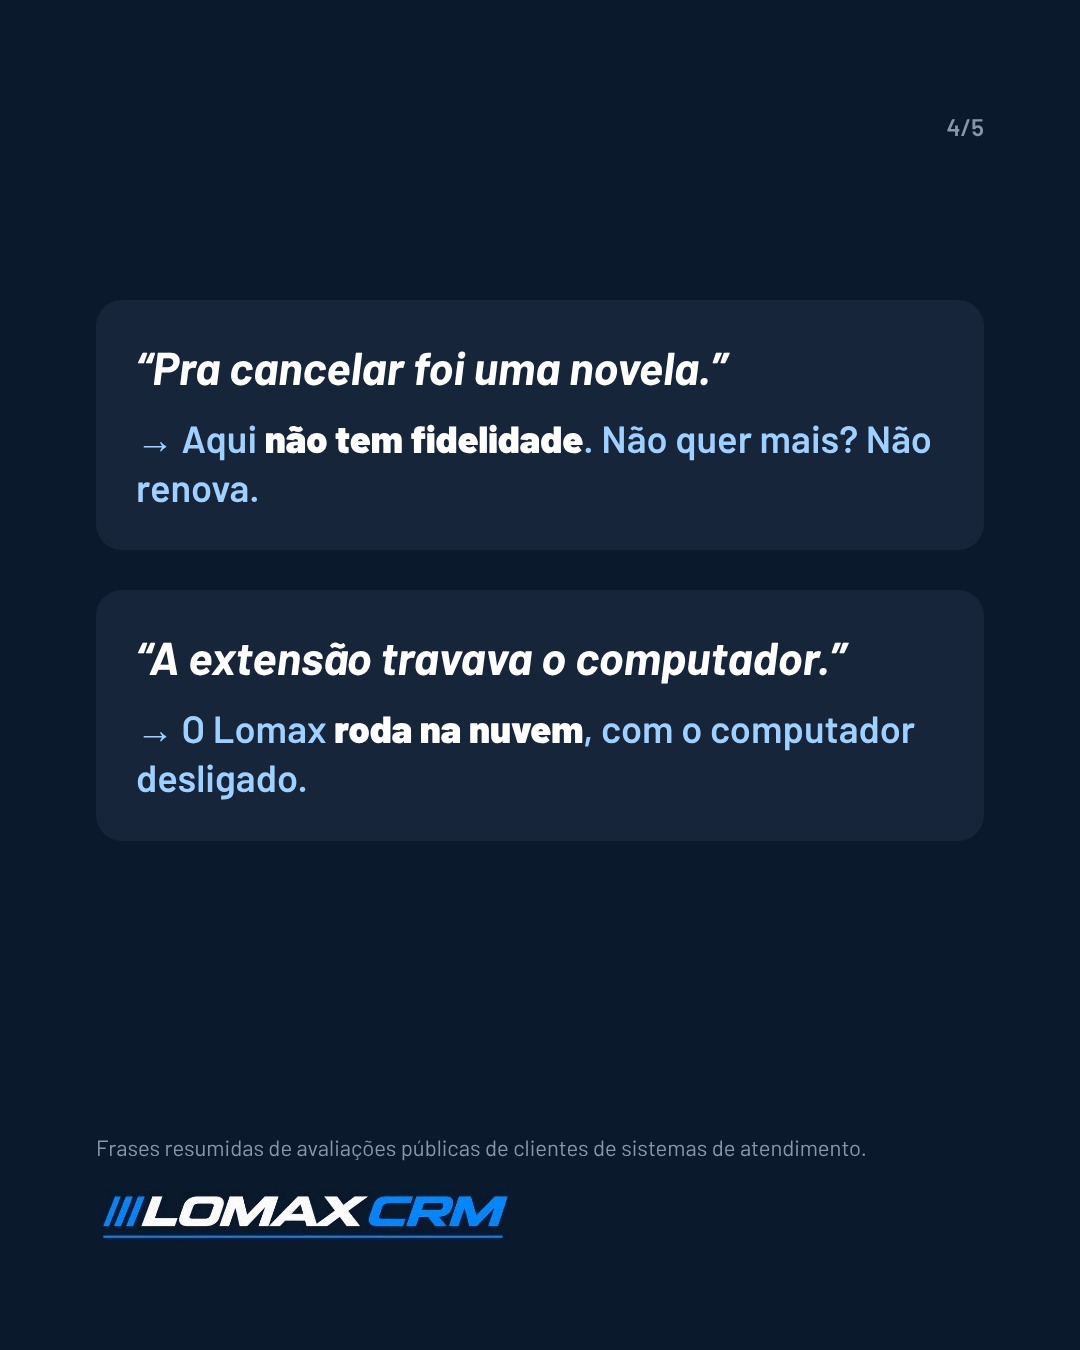 4/5
“Pra cancelar foi uma novela.”
→ Aqui não tem fidelidade. Não quer mais? Não
renova.
“A extensão travava o computador.”
→ O Lomax roda na nuvem, com o computador
desligado.
Frases resumidas de avaliações públicas de clientes de sistemas de atendimento.
LOMAX CRM